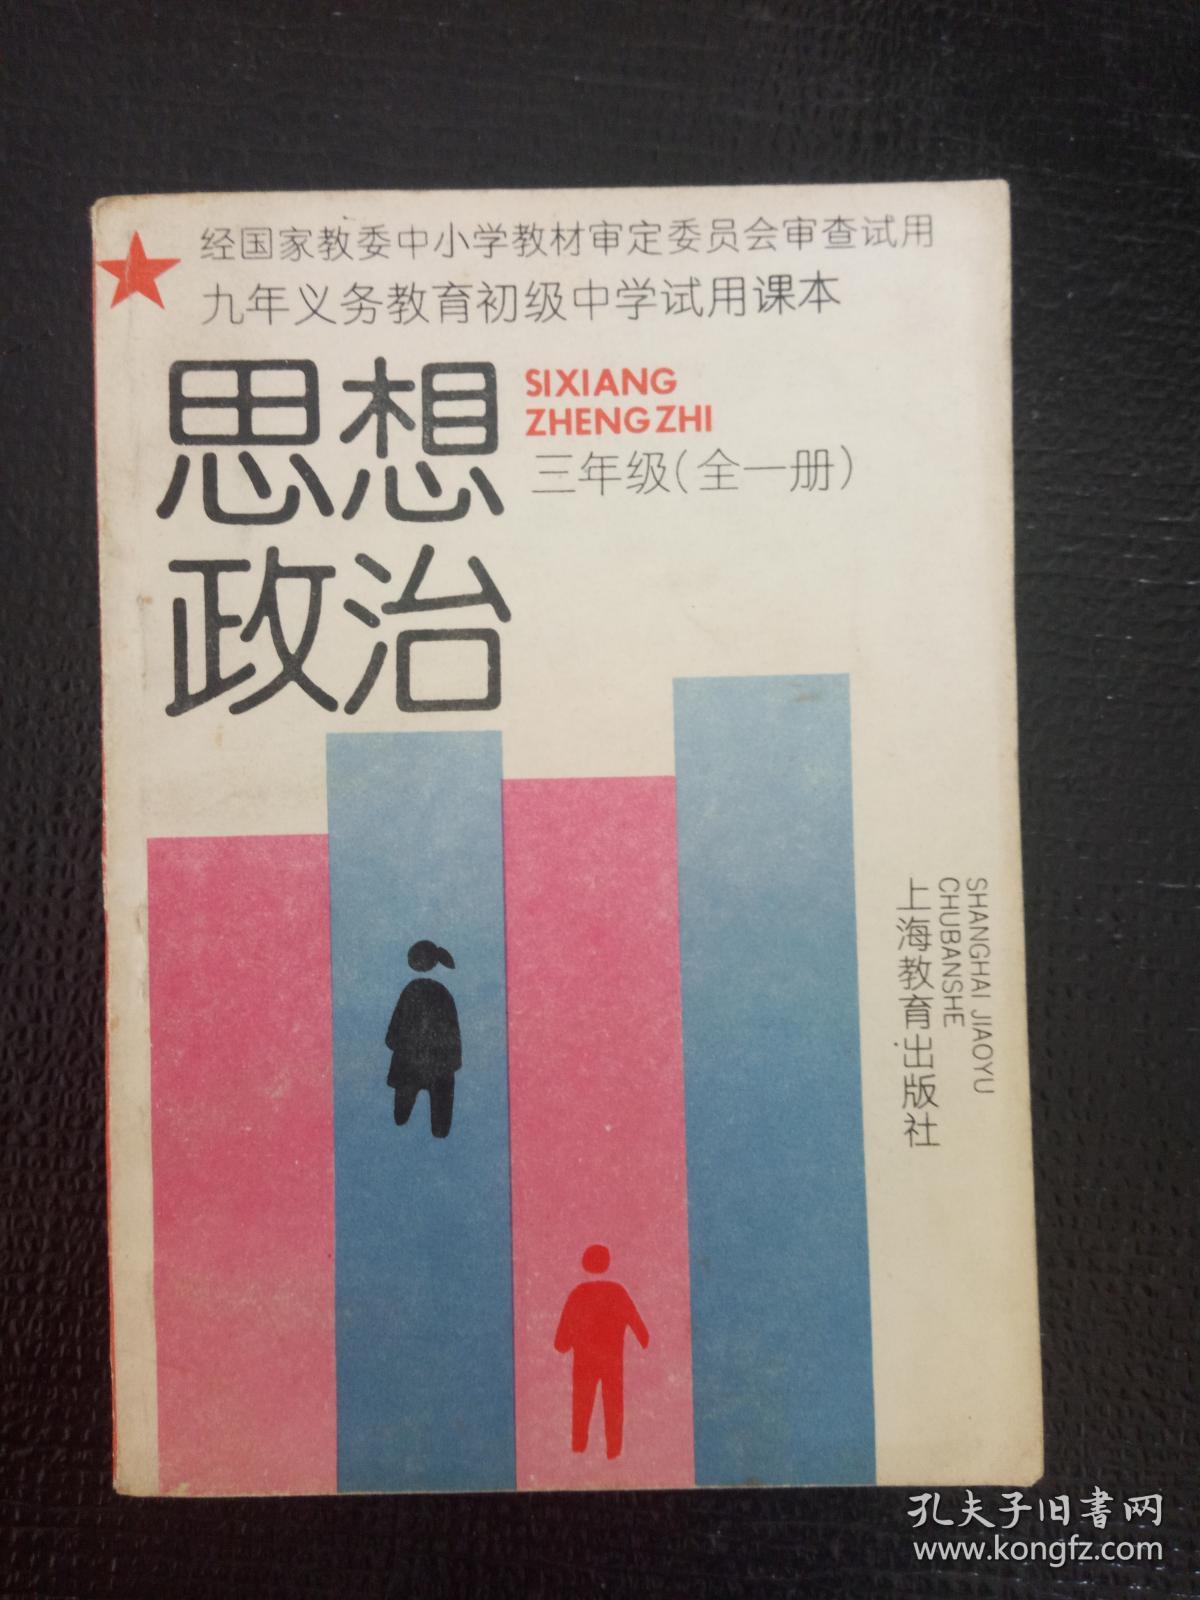 经国家教委中小学教材审定委员会审查试用
九年义务教育初级中学试用课本
思想
政治
SIXIANG
ZHENGZHI
三年级(全一册)
SHANGHAI JIAOYU
CHUBANSHE
上海教育出版社
孔夫子旧书网
www.kongfz.com